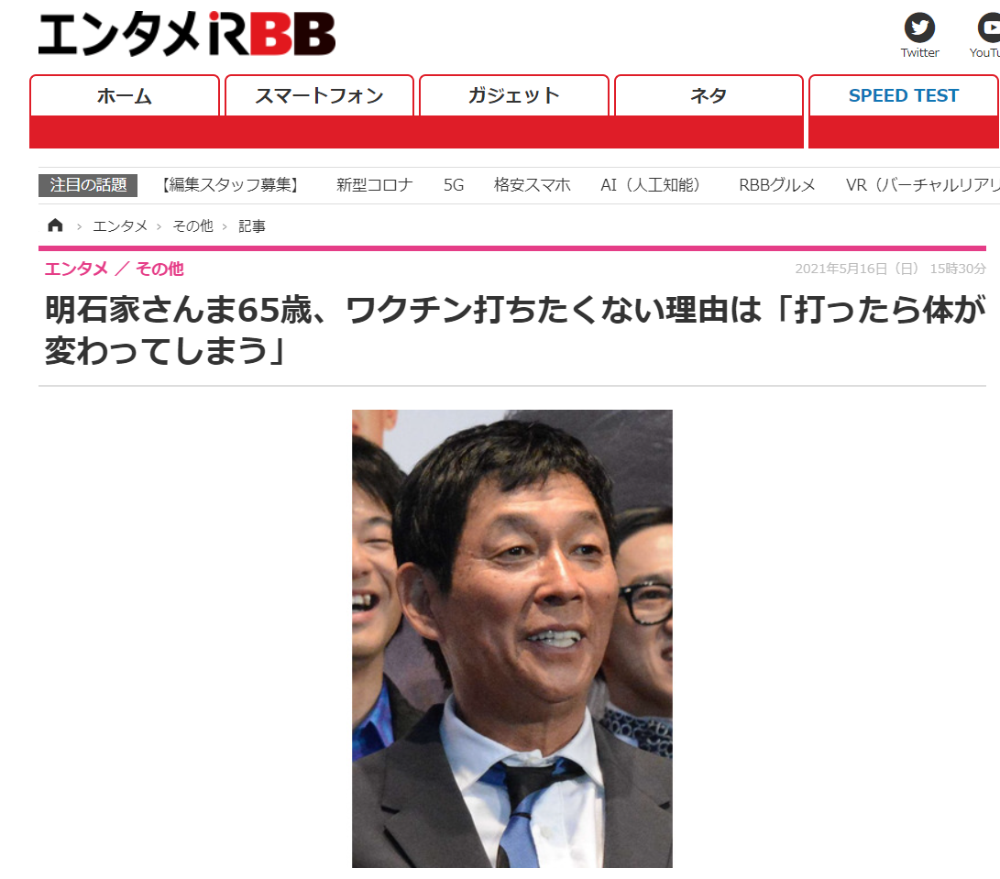 エンタメRBB
Twitter
ホーム
スマートフォン
ガジェット
ネタ
SPEED TEST
注目の話題
【編集スタッフ募集】
新型コロナ
5G
格安スマホ
AI（人工知能）
RBBグルメ
VR（バーチャルリアリ
エンタメ
その他
記事
エンタメ ／ その他
2021年5月16日（日） 15時30分
明石家さんま65歳、ワクチン打ちたくない理由は「打ったら体が
変わってしまう」